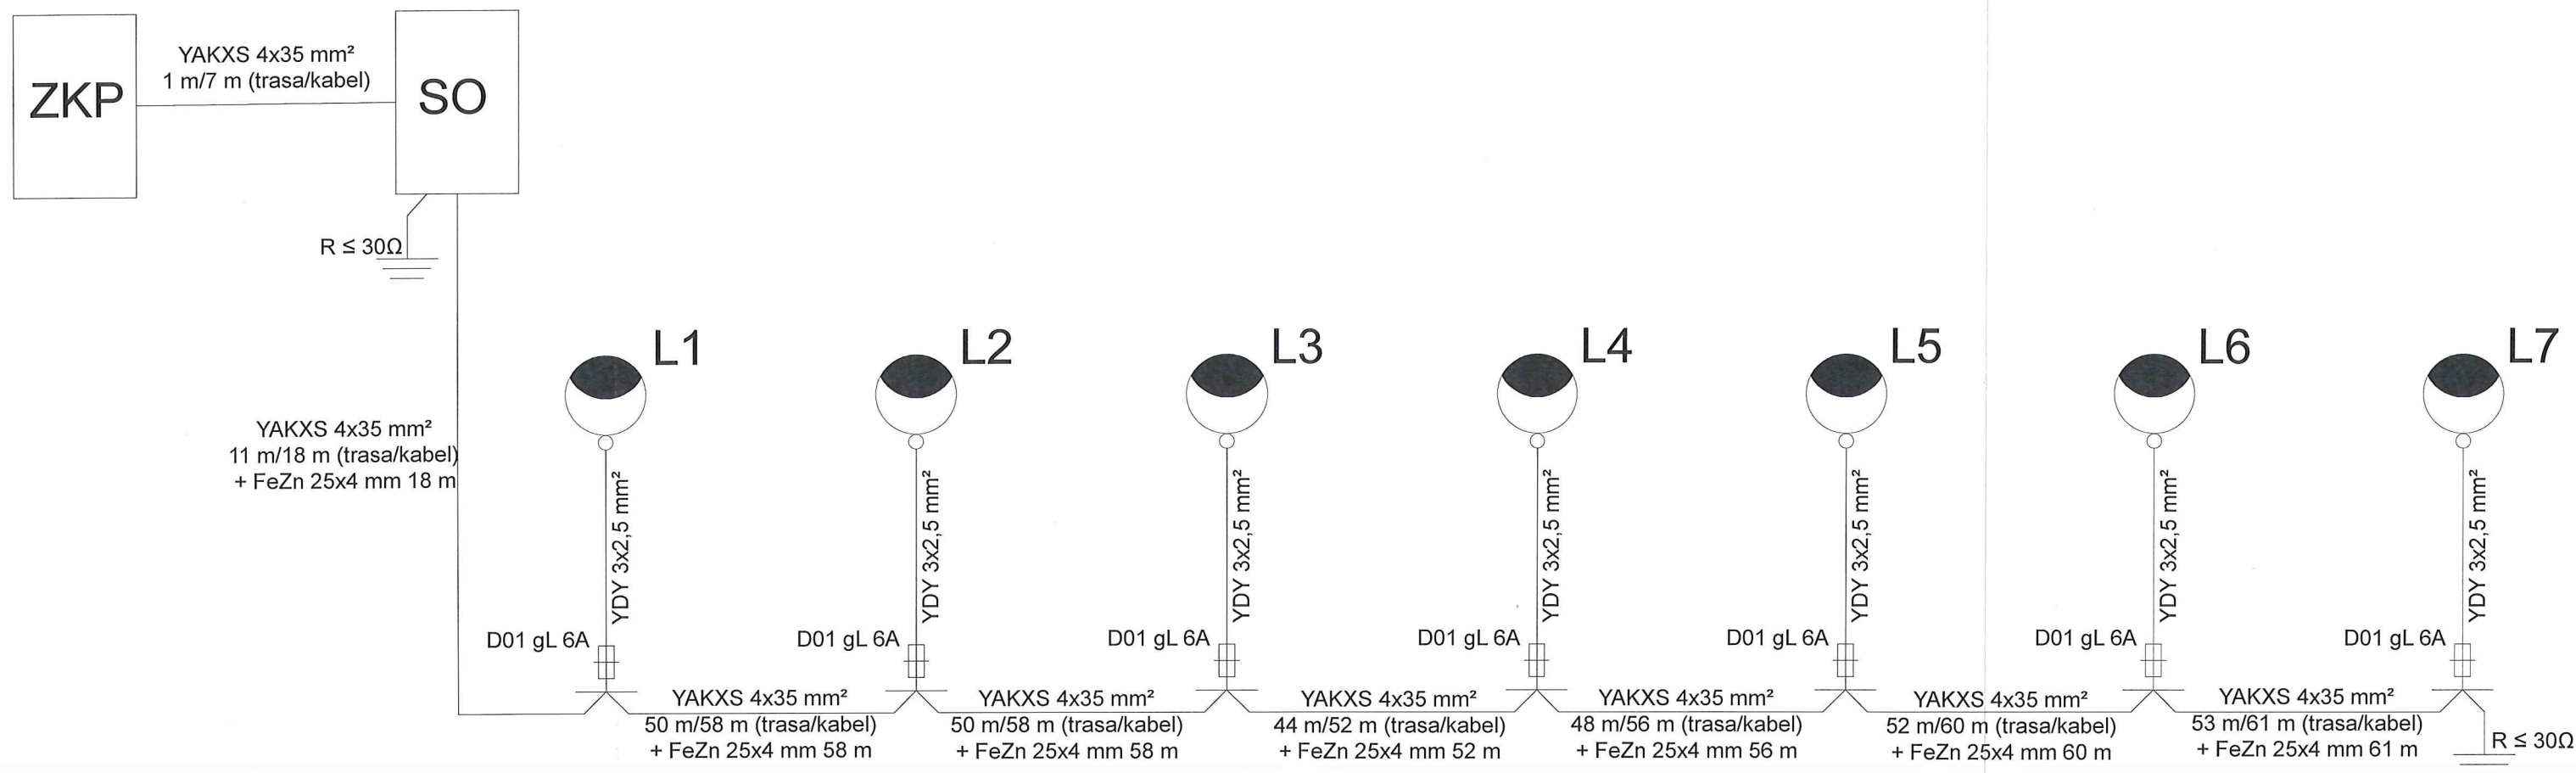 ZKP
YAKXS 4x35 mm²
1 m/7 m (trasa/kabel)
SO
R ≤ 30Ω
YAKXS 4x35 mm²
11 m/18 m (trasa/kabel)
+ FeZn 25x4 mm 18 m
L1
YDY 3x2,5 mm²
D01 gL 6A
YAKXS 4x35 mm²
50 m/58 m (trasa/kabel)
+ FeZn 25x4 mm 58 m
L2
YDY 3x2,5 mm²
D01 gL 6A
YAKXS 4x35 mm²
50 m/58 m (trasa/kabel)
+ FeZn 25x4 mm 58 m
L3
YDY 3x2,5 mm²
D01 gL 6A
YAKXS 4x35 mm²
44 m/52 m (trasa/kabel)
+ FeZn 25x4 mm 52 m
L4
YDY 3x2,5 mm²
D01 gL 6A
YAKXS 4x35 mm²
48 m/56 m (trasa/kabel)
+ FeZn 25x4 mm 56 m
L5
YDY 3x2,5 mm²
D01 gL 6A
YAKXS 4x35 mm²
52 m/60 m (trasa/kabel)
+ FeZn 25x4 mm 60 m
L6
YDY 3x2,5 mm²
D01 gL 6A
YAKXS 4x35 mm²
53 m/61 m (trasa/kabel)
+ FeZn 25x4 mm 61 m
L7
YDY 3x2,5 mm²
D01 gL 6A
R ≤ 30Ω